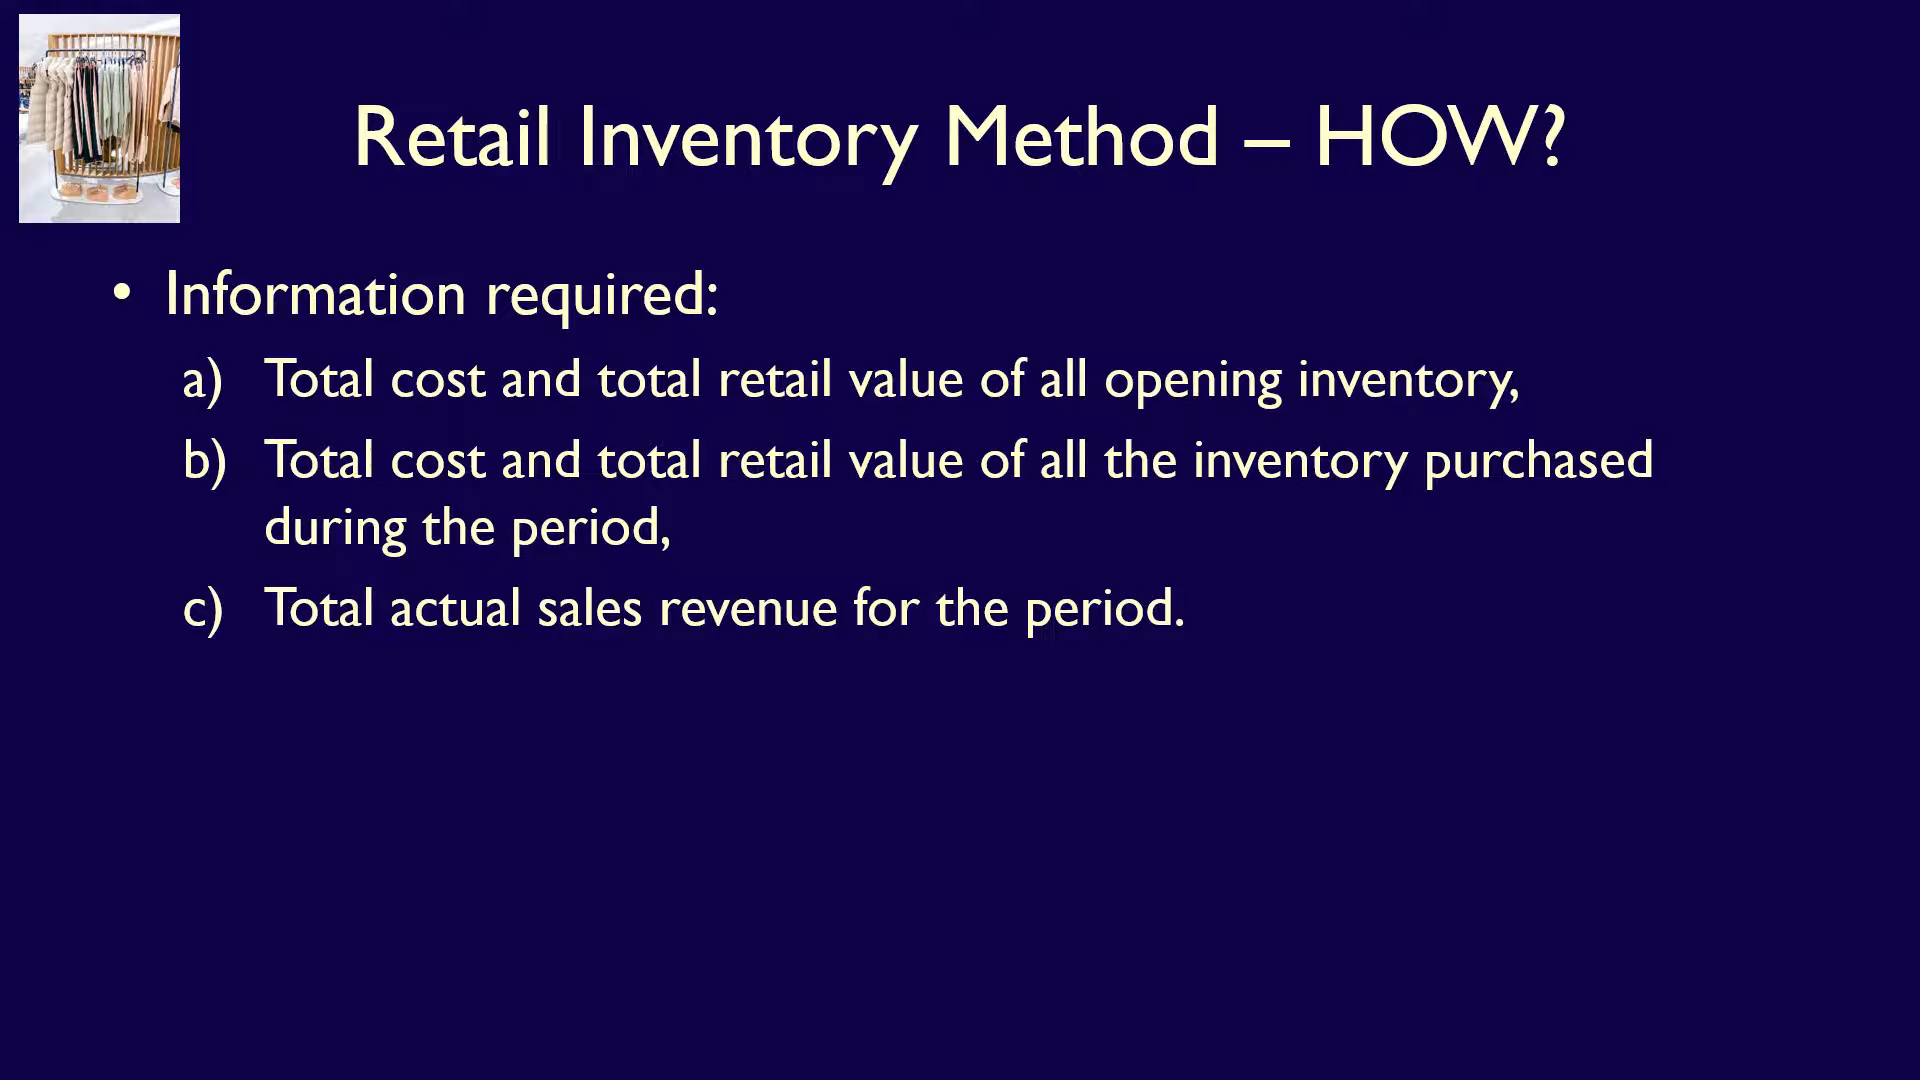 Retail Inventory Method – HOW?
• Information required:
a) Total cost and total retail value of all opening inventory,
b) Total cost and total retail value of all the inventory purchased
during the period,
c) Total actual sales revenue for the period.